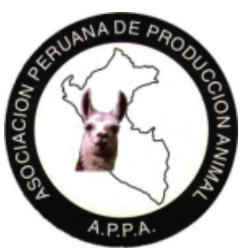 ASOCIACION PERUANA DE PRODUCCION ANIMAL
A.P.P.A.